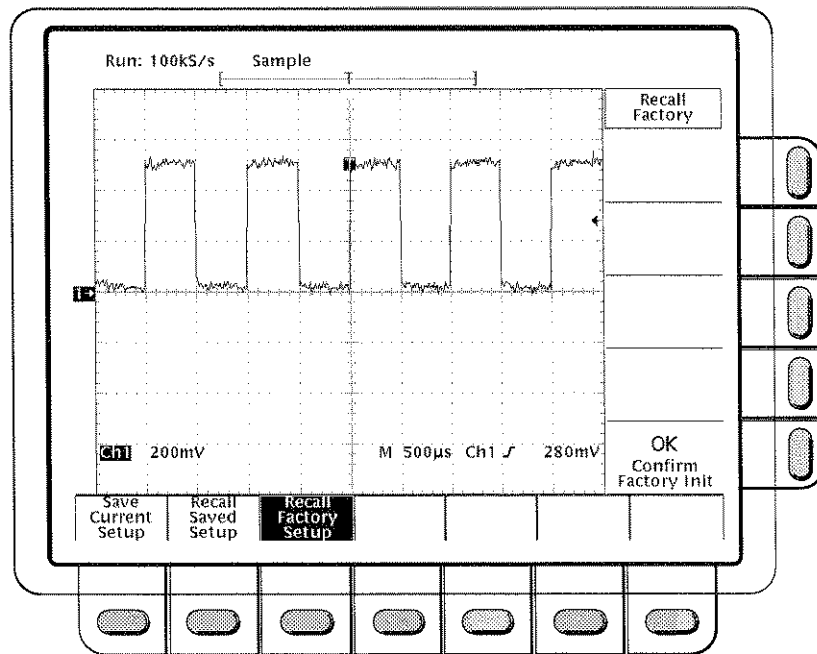 Run: 100kS/s Sample
T
Recall
Factory
T
1
Ch1 200mV M 500µs Ch1 280mV
OK
Confirm
Factory Init
Save
Current
Setup
Recall
Saved
Setup
Recall
Factory
Setup